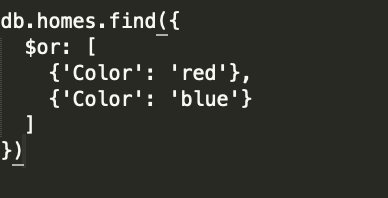 db.homes.find({
  $or: [
    {'Color': 'red'},
    {'Color': 'blue'}
  ]
})